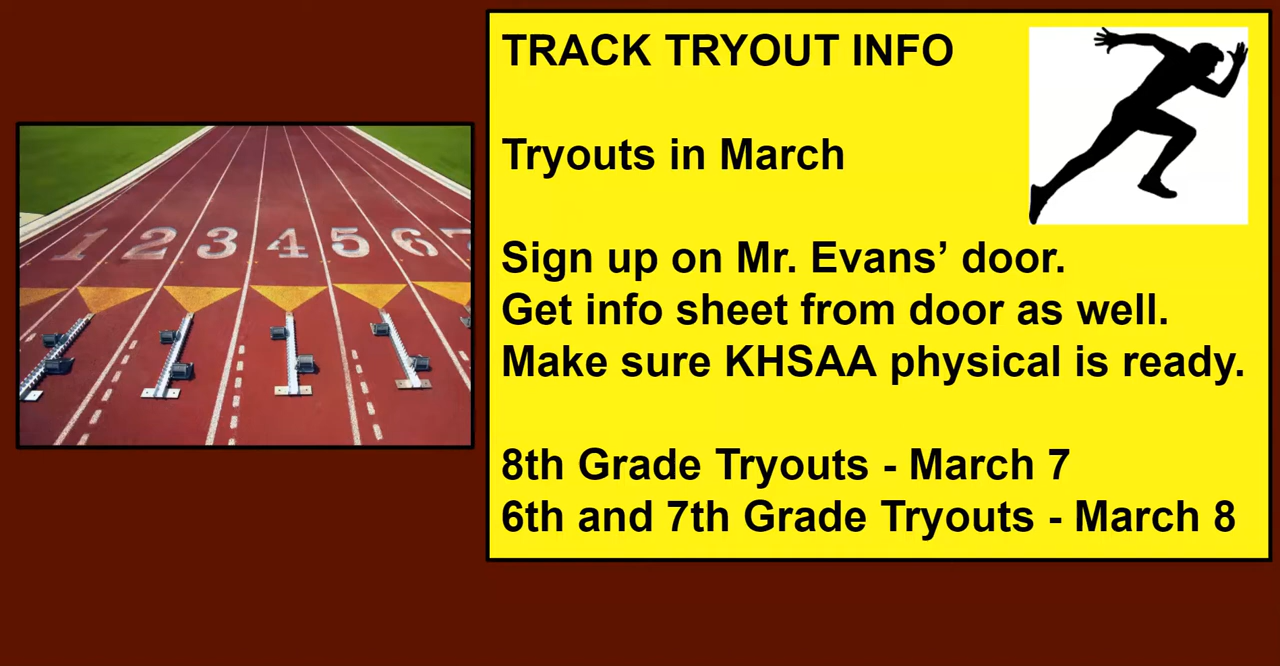 TRACK TRYOUT INFO
Tryouts in March
Sign up on Mr. Evans’ door.
Get info sheet from door as well.
Make sure KHSAA physical is ready.
8th Grade Tryouts - March 7
6th and 7th Grade Tryouts - March 8
1 2 3 4 5 6 7